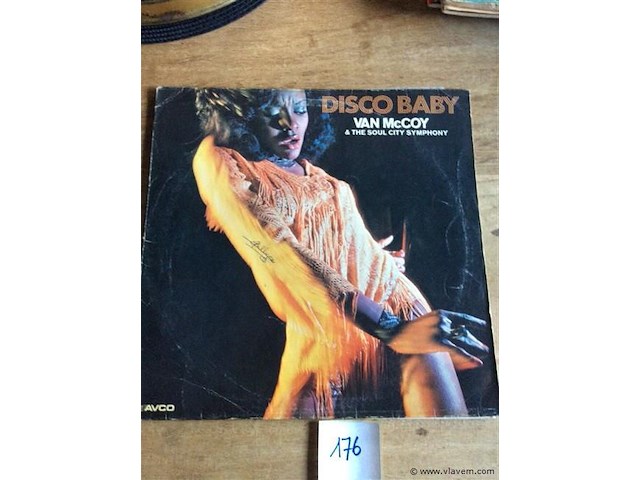 DISCO BABY
VAN McCOY
& THE SOUL CITY SYMPHONY
AVCO
176
© www.vlavem.com